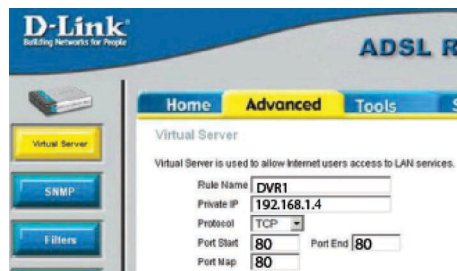 D-Link
Building Networks for People
ADSL R
Home Advanced Tools
Virtual Server
Virtual Server
Virtual Server is used to allow Internet users access to LAN services.
SNMP
Rule Name DVR1
Private IP 192.168.1.4
Protocol TCP
Filters
Port Start 80 Port End 80
Port Map 80